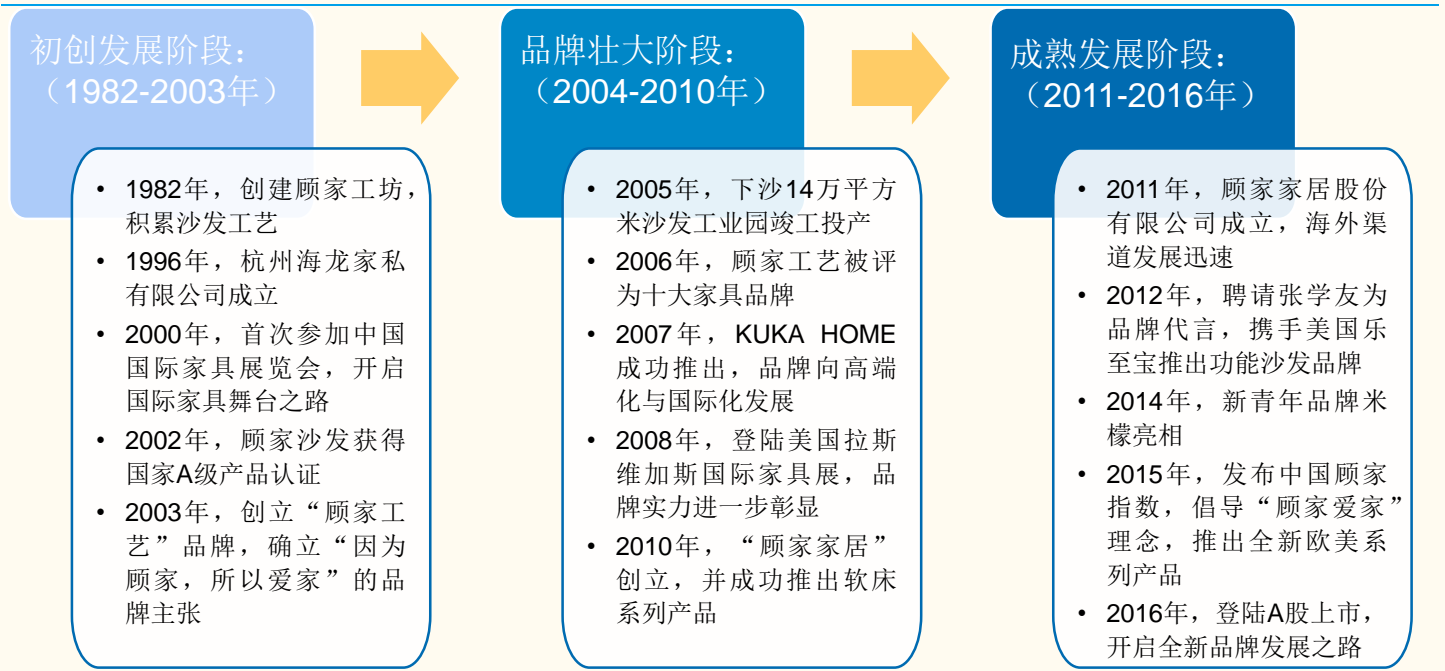 初创发展阶段：
（1982-2003年）
• 1982年，创建顾家工坊，
积累沙发工艺
• 1996年，杭州海龙家私
有限公司成立
• 2000年，首次参加中国
国际家具展览会，开启
国际家具舞台之路
• 2002年，顾家沙发获得
国家A级产品认证
• 2003年，创立“顾家工
艺”品牌，确立“因为
顾家，所以爱家”的品
牌主张
品牌壮大阶段：
（2004-2010年）
• 2005年，下沙14万平方
米沙发工业园竣工投产
• 2006年，顾家工艺被评
为十大家具品牌
• 2007年，KUKA HOME
成功推出，品牌向高端
化与国际化发展
• 2008年，登陆美国拉斯
维加斯国际家具展，品
牌实力进一步彰显
• 2010年，“顾家家居”
创立，并成功推出软床
系列产品
成熟发展阶段：
（2011-2016年）
• 2011年，顾家家居股份
有限公司成立，海外渠
道发展迅速
• 2012年，聘请张学友为
品牌代言，携手美国乐
至宝推出功能沙发品牌
• 2014年，新青年品牌米
檬亮相
• 2015年，发布中国顾家
指数，倡导“顾家爱家”
理念，推出全新欧美系
列产品
• 2016年，登陆A股上市，
开启全新品牌发展之路